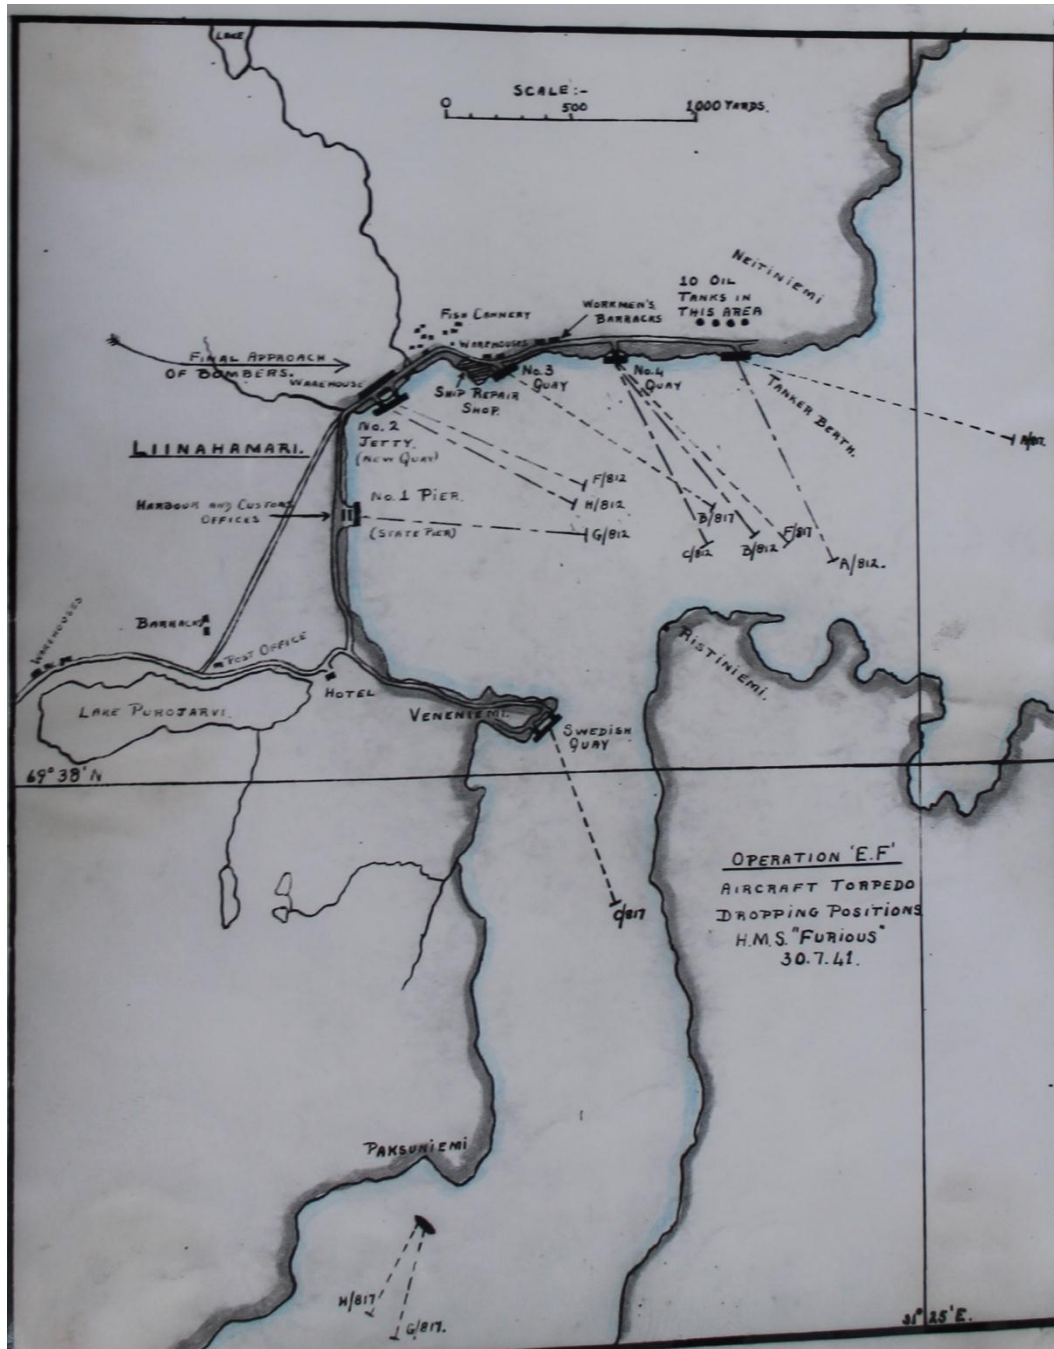 LAKE
SCALE:-
0 500 1,000 YARDS.
NEITINIEMI
10 OIL
TANKS IN
THIS AREA
WORKMEN'S
BARRACKS
FISH CANNERY
WAREHOUSES
FINAL APPROACH
OF BOMBERS.
WAREHOUSE
No. 3
QUAY
No. 4
QUAY
SHIP REPAIR
SHOP.
TANKER BERTH.
No. 2
JETTY.
(NEW QUAY)
LIINAHAMARI.
F/812
H/812
G/812
No. 1 PIER.
(STATE PIER)
HARBOUR AND CUSTOMS
OFFICES
B/817
C/812
B/812
F/817
A/812.
A/817.
WAREHOUSES
BARRACKS
POST OFFICE
HOTEL
LAKE PUROJARVI.
VENENIEMI.
SWEDISH
QUAY
RISTINIEMI.
69° 38' N
C/817
OPERATION 'E.F'
AIRCRAFT TORPEDO
DROPPING POSITIONS
H.M.S. "FURIOUS"
30.7.41.
PAKSUNIEMI
H/817
G/817.
31° 25' E.